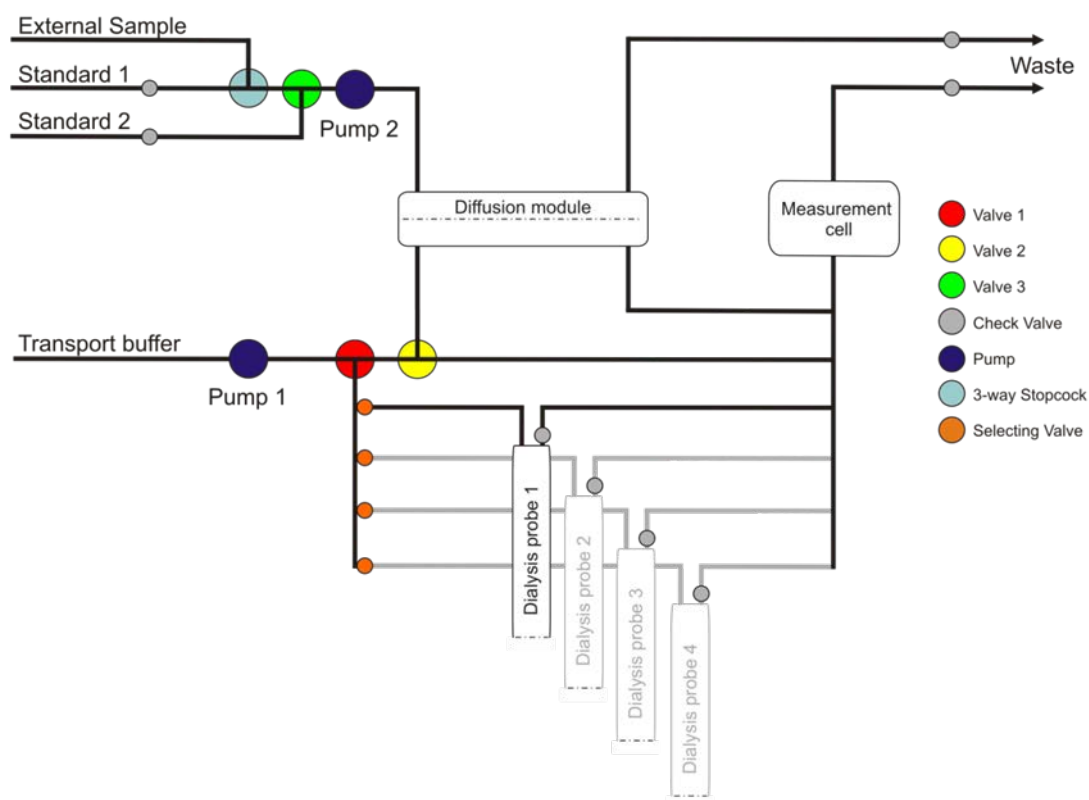 External Sample
Standard 1
Standard 2
Pump 2
Waste
Diffusion module
Measurement
cell
Valve 1
Valve 2
Valve 3
Check Valve
Pump
3-way Stopcock
Selecting Valve
Transport buffer
Pump 1
Dialysis probe 1
Dialysis probe 2
Dialysis probe 3
Dialysis probe 4